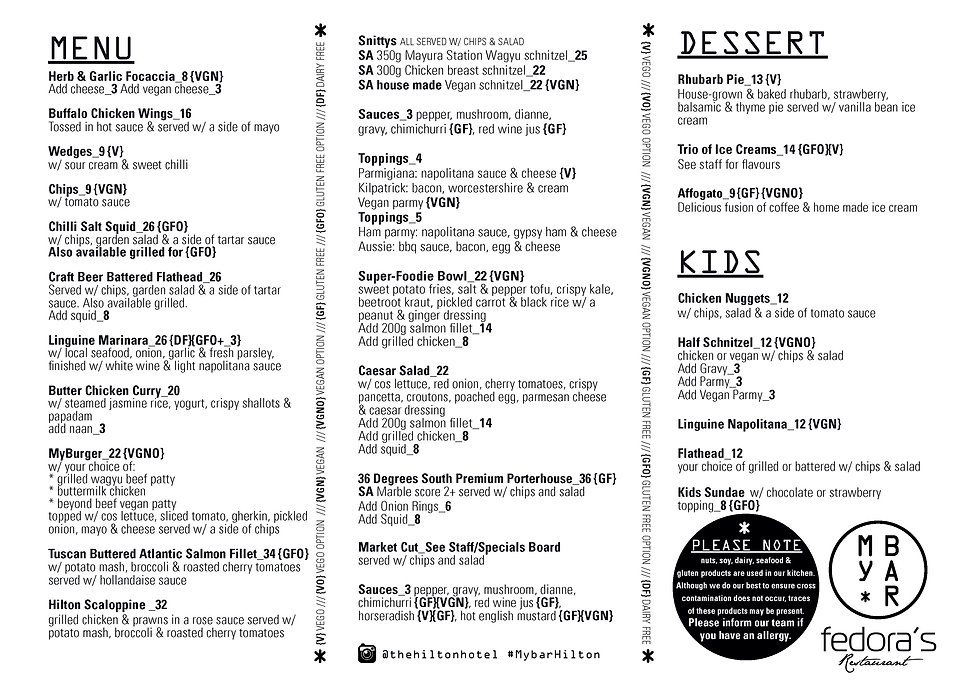 MENU
Herb & Garlic Focaccia_8 {VGN}
Add cheese_3 Add vegan cheese_3
Buffalo Chicken Wings_16
Tossed in hot sauce & served w/ a side of mayo
Wedges_9 {V}
w/ sour cream & sweet chilli
Chips_9 {VGN}
w/ tomato sauce
Chilli Salt Squid_26 {GFO}
w/ chips, garden salad & a side of tartar sauce
Also available grilled for {GFO}
Craft Beer Battered Flathead_26
Served w/ chips, garden salad & a side of tartar
sauce. Also available grilled.
Add squid_8
Linguine Marinara_26 {DF}{GFO+_3}
w/ local seafood, onion, garlic & fresh parsley,
finished w/ white wine & light napolitana sauce
Butter Chicken Curry_20
w/ steamed jasmine rice, yogurt, crispy shallots &
papadam
add naan_3
MyBurger_22 {VGNO}
w/ your choice of:
* grilled wagyu beef patty
* buttermilk chicken
* beyond beef vegan patty
topped w/ cos lettuce, sliced tomato, gherkin, pickled
onion, mayo & cheese served w/ a side of chips
Tuscan Buttered Atlantic Salmon Fillet_34 {GFO}
w/ potato mash, broccoli & roasted cherry tomatoes
served w/ hollandaise sauce
Hilton Scaloppine _32
grilled chicken & prawns in a rose sauce served w/
potato mash, broccoli & roasted cherry tomatoes
* {V} VEGO /// {VO} VEGO OPTION /// {VGN} VEGAN /// {VGNO} VEGAN OPTION /// {GF} GLUTEN FREE /// {GFO} GLUTEN FREE OPTION /// {DF} DAIRY FREE *
Snittys ALL SERVED W/ CHIPS & SALAD
SA 350g Mayura Station Wagyu schnitzel_25
SA 300g Chicken breast schnitzel_22
SA house made Vegan schnitzel_22 {VGN}
Sauces_3 pepper, mushroom, dianne,
gravy, chimichurri {GF}, red wine jus {GF}
Toppings_4
Parmigiana: napolitana sauce & cheese {V}
Kilpatrick: bacon, worcestershire & cream
Vegan parmy {VGN}
Toppings_5
Ham parmy: napolitana sauce, gypsy ham & cheese
Aussie: bbq sauce, bacon, egg & cheese
Super-Foodie Bowl_22 {VGN}
sweet potato fries, salt & pepper tofu, crispy kale,
beetroot kraut, pickled carrot & black rice w/ a
peanut & ginger dressing
Add 200g salmon fillet_14
Add grilled chicken_8
Caesar Salad_22
w/ cos lettuce, red onion, cherry tomatoes, crispy
pancetta, croutons, poached egg, parmesan cheese
& caesar dressing
Add 200g salmon fillet_14
Add grilled chicken_8
Add squid_8
36 Degrees South Premium Porterhouse_36 {GF}
SA Marble score 2+ served w/ chips and salad
Add Onion Rings_6
Add Squid_8
Market Cut_See Staff/Specials Board
served w/ chips and salad
Sauces_3 pepper, gravy, mushroom, dianne,
chimichurri {GF}{VGN}, red wine jus {GF},
horseradish {V}{GF}, hot english mustard {GF}{VGN}
@thehiltonhotel #MybarHilton
* {V} VEGO /// {VO} VEGO OPTION /// {VGN} VEGAN /// {VGNO} VEGAN OPTION /// {GF} GLUTEN FREE /// {GFO} GLUTEN FREE OPTION /// {DF} DAIRY FREE *
DESSERT
Rhubarb Pie_13 {V}
House-grown & baked rhubarb, strawberry,
balsamic & thyme pie served w/ vanilla bean ice
cream
Trio of Ice Creams_14 {GFO}{V}
See staff for flavours
Affogato_9 {GF} {VGNO}
Delicious fusion of coffee & home made ice cream
KIDS
Chicken Nuggets_12
w/ chips, salad & a side of tomato sauce
Half Schnitzel_12 {VGNO}
chicken or vegan w/ chips & salad
Add Gravy_3
Add Parmy_3
Add Vegan Parmy_3
Linguine Napolitana_12 {VGN}
Flathead_12
your choice of grilled or battered w/ chips & salad
Kids Sundae w/ chocolate or strawberry
topping_8 {GFO}
*
PLEASE NOTE
nuts, soy, dairy, seafood &
gluten products are used in our kitchen.
Although we do our best to ensure cross
contamination does not occur, traces
of these products may be present.
Please inform our team if
you have an allergy.
MY*
BAR
fedora's
Restaurant